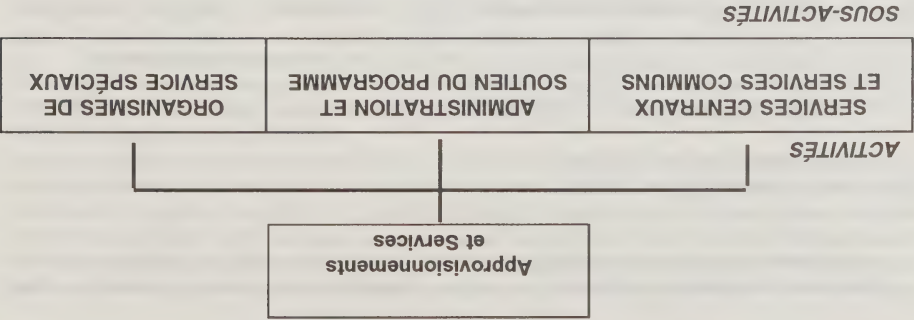 Approvisionnements
et Services
ACTIVITÉS
SERVICES CENTRAUX
ET SERVICES COMMUNS
ADMINISTRATION ET
SOUTIEN DU PROGRAMME
ORGANISMES DE
SERVICE SPÉCIAUX
SOUS-ACTIVITÉS